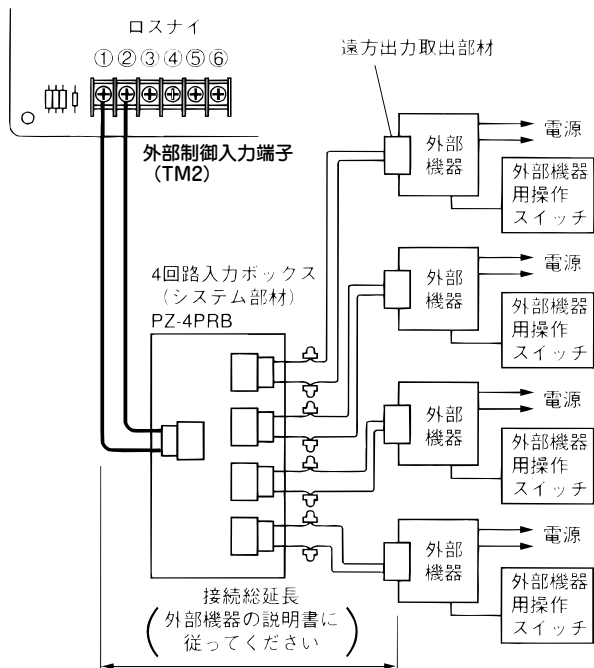 ロスナイ
① ② ③ ④ ⑤ ⑥
外部制御入力端子
（TM2）
遠方出力取出部材
外部
機器
電源
外部機器
用操作
スイッチ
4回路入力ボックス
（システム部材）
PZ-4PRB
外部
機器
電源
外部機器
用操作
スイッチ
外部
機器
電源
外部機器
用操作
スイッチ
外部
機器
電源
外部機器
用操作
スイッチ
接続総延長
（外部機器の説明書に
従ってください）